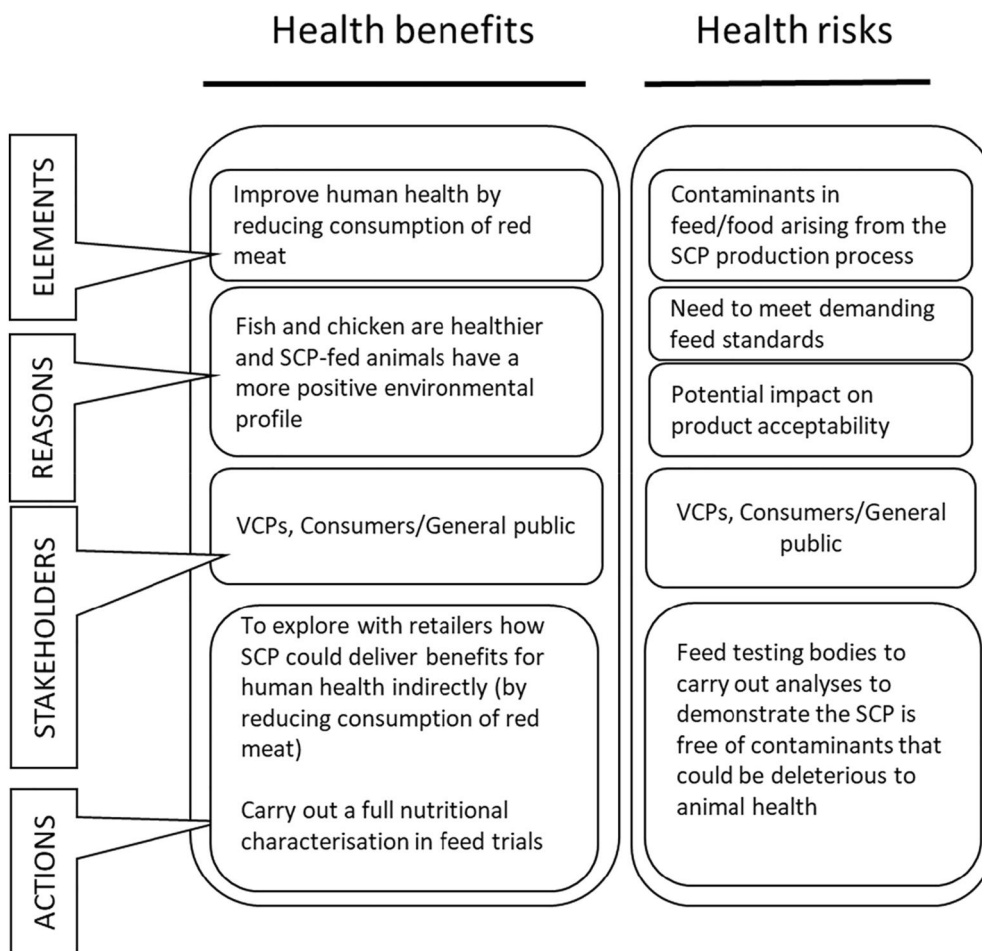 Health benefits
Health risks
ELEMENTS
Improve human health by
reducing consumption of red
meat
Contaminants in
feed/food arising from the
SCP production process
REASONS
Fish and chicken are healthier
and SCP-fed animals have a
more positive environmental
profile
Need to meet demanding
feed standards
Potential impact on
product acceptability
STAKEHOLDERS
VCPs, Consumers/General public
VCPs, Consumers/General
public
ACTIONS
To explore with retailers how
SCP could deliver benefits for
human health indirectly (by
reducing consumption of red
meat)
Carry out a full nutritional
characterisation in feed trials
Feed testing bodies to
carry out analyses to
demonstrate the SCP is
free of contaminants that
could be deleterious to
animal health